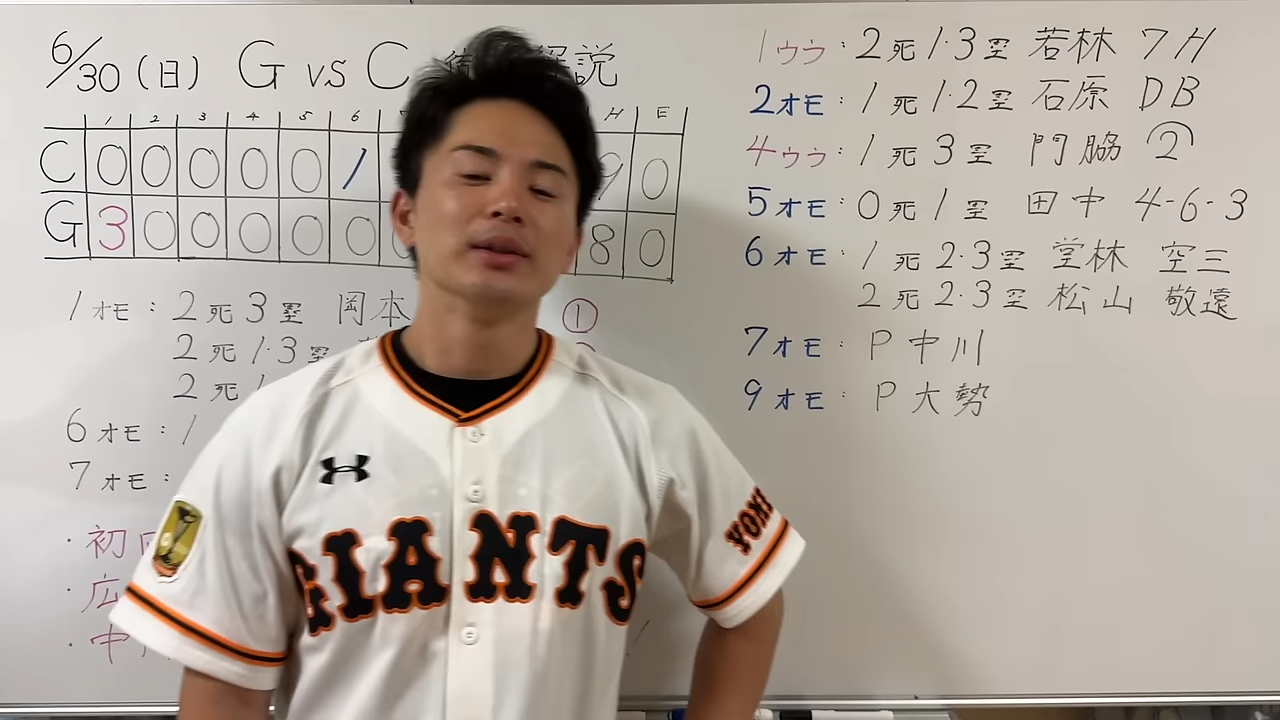 6/30(日) G vs C 解説
1 2 3 4 5 6 H E
C 0 0 0 0 0 1 9 0
G 3 0 0 0 0 0 8 0
1オモ:2死3塁 岡本 ①
2死1·3塁
2死1
6オモ:1
7オモ:
·初
·広
·中
1ウラ:2死1·3塁 若林 7H
2オモ:1死1·2塁 石原 DB
4ウラ:1死3塁 門脇 2
5オモ:0死1塁 田中 4-6-3
6オモ:1死2·3塁 堂林 空三
2死2·3塁 松山 敬遠
7オモ:P中川
9オモ:P大勢
GIANTS
YOMI